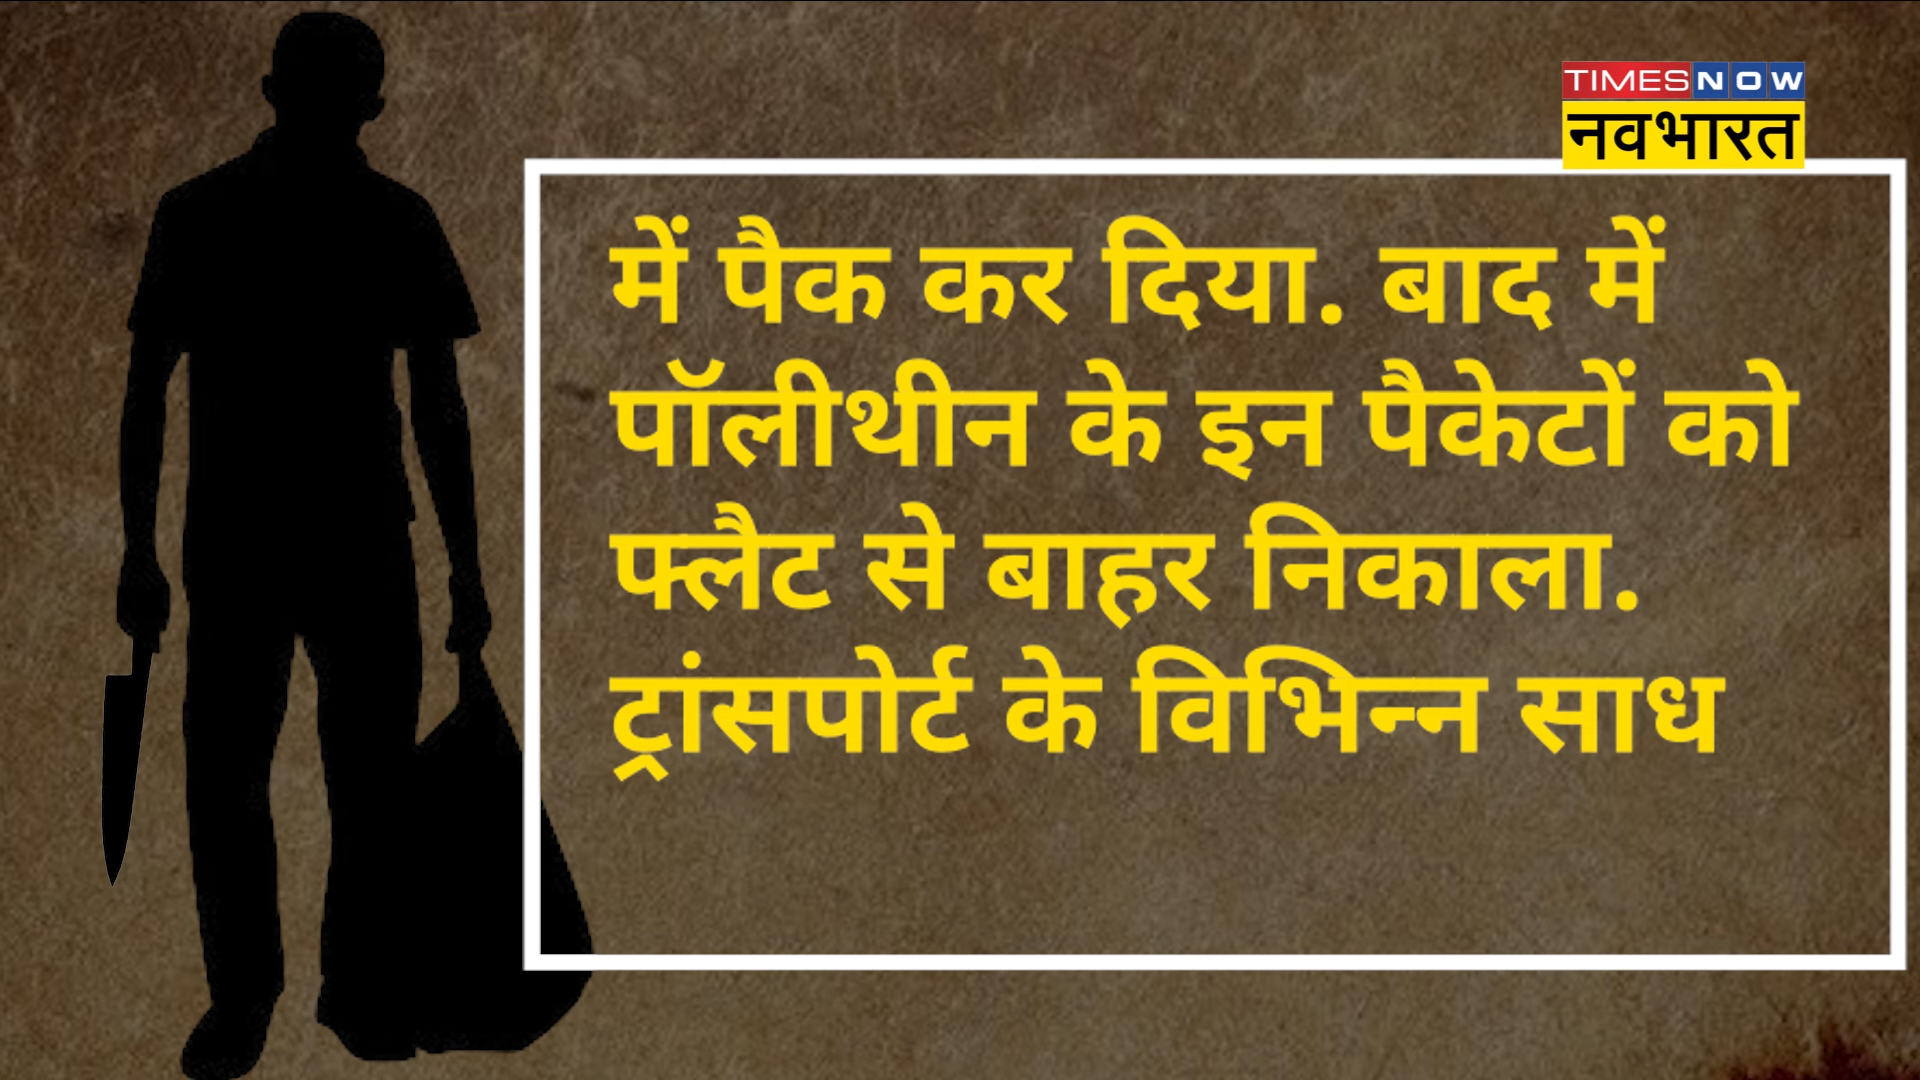 TIMES NOW
नवभारत
में पैक कर दिया. बाद में
पॉलीथीन के इन पैकेटों को
फ्लैट से बाहर निकाला.
ट्रांसपोर्ट के विभिन्न साध